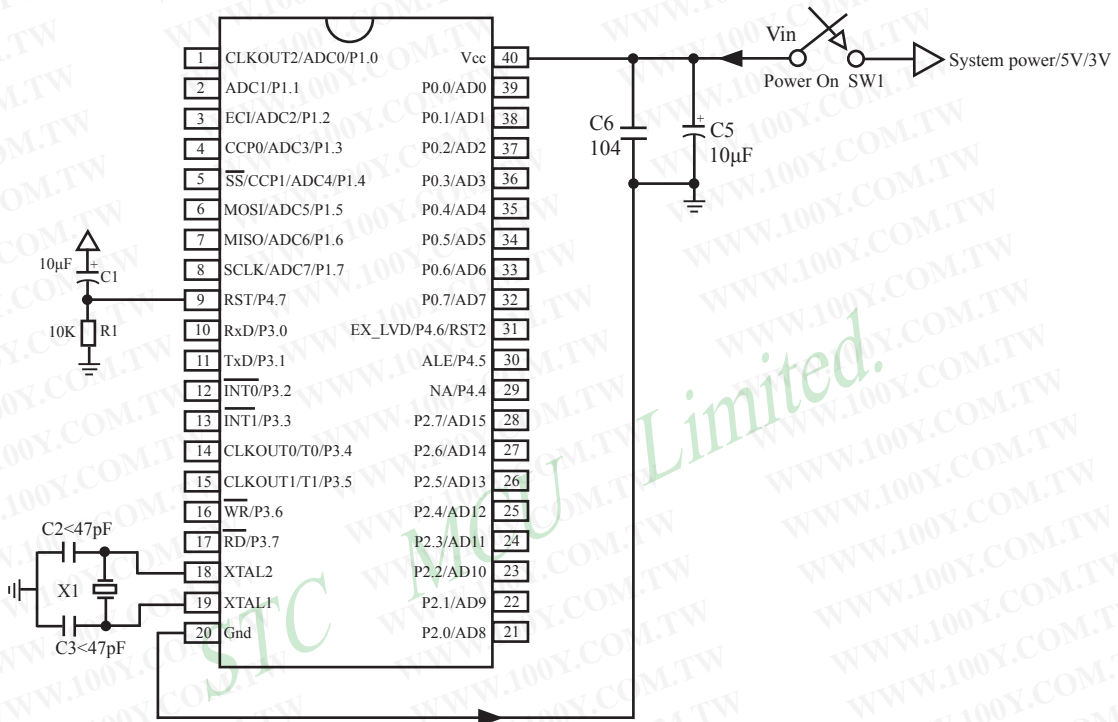 Vin
Power On SW1
System power/5V/3V
1 CLKOUT2/ADC0/P1.0
2 ADC1/P1.1
3 ECI/ADC2/P1.2
4 CCP0/ADC3/P1.3
5 SS/CCP1/ADC4/P1.4
6 MOSI/ADC5/P1.5
7 MISO/ADC6/P1.6
8 SCLK/ADC7/P1.7
9 RST/P4.7
10 RxD/P3.0
11 TxD/P3.1
12 INT0/P3.2
13 INT1/P3.3
14 CLKOUT0/T0/P3.4
15 CLKOUT1/T1/P3.5
16 WR/P3.6
17 RD/P3.7
18 XTAL2
19 XTAL1
20 Gnd
Vcc 40
P0.0/AD0 39
P0.1/AD1 38
P0.2/AD2 37
P0.3/AD3 36
P0.4/AD4 35
P0.5/AD5 34
P0.6/AD6 33
P0.7/AD7 32
EX_LVD/P4.6/RST2 31
ALE/P4.5 30
NA/P4.4 29
P2.7/AD15 28
P2.6/AD14 27
P2.5/AD13 26
P2.4/AD12 25
P2.3/AD11 24
P2.2/AD10 23
P2.1/AD9 22
P2.0/AD8 21
C6
104
+
C5
10μF
10μF
+
C1
10K
R1
C2<47pF
X1
C3<47pF
STC MCU Limited.
WWW.100Y.COM.TW